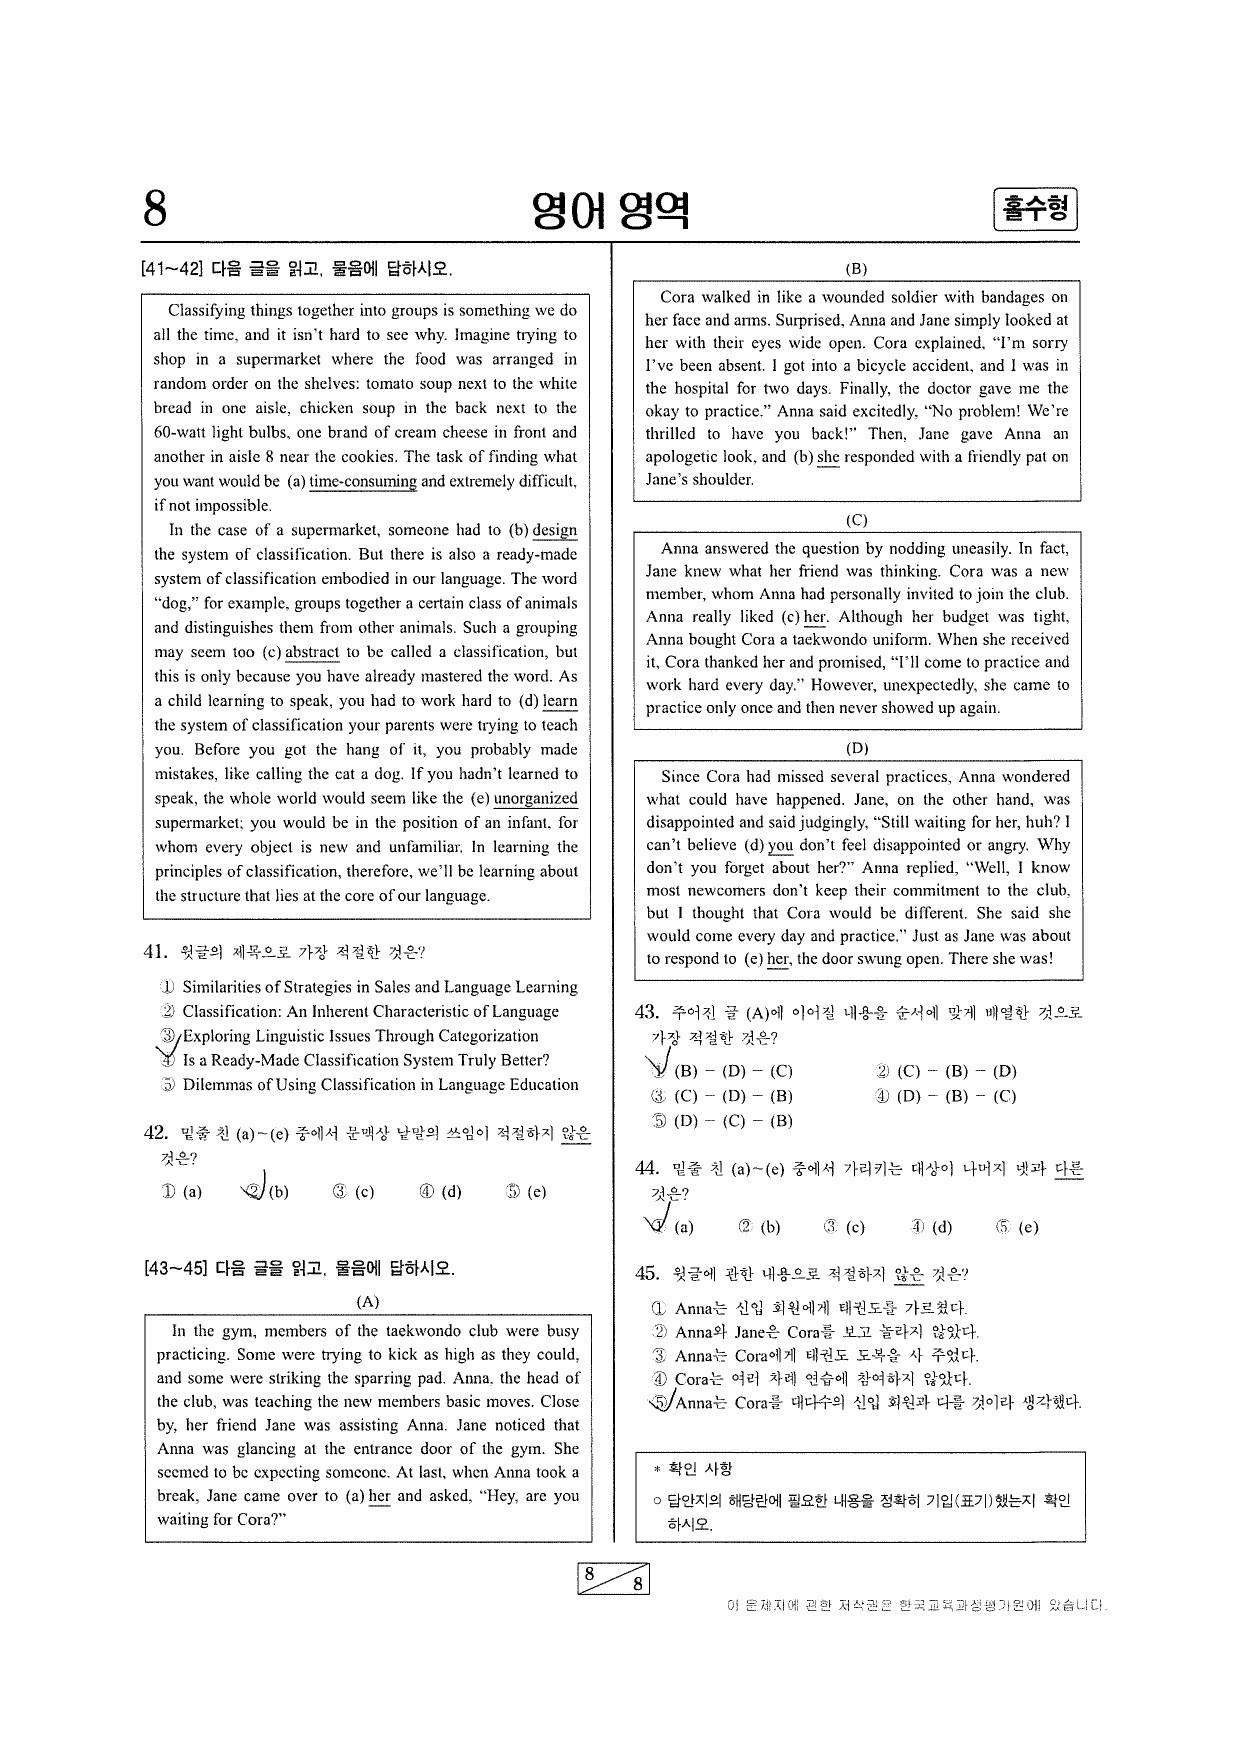 8
영어 영역
홀수형
[41~42] 다음 글을 읽고, 물음에 답하시오.
Classifying things together into groups is something we do
all the time, and it isn't hard to see why. Imagine trying to
shop in a supermarket where the food was arranged in
random order on the shelves: tomato soup next to the white
bread in one aisle, chicken soup in the back next to the
60-watt light bulbs, one brand of cream cheese in front and
another in aisle 8 near the cookies. The task of finding what
you want would be (a) time-consuming and extremely difficult,
if not impossible.
In the case of a supermarket, someone had to (b) design
the system of classification. But there is also a ready-made
system of classification embodied in our language. The word
“dog,” for example, groups together a certain class of animals
and distinguishes them from other animals. Such a grouping
may seem too (c) abstract to be called a classification, but
this is only because you have already mastered the word. As
a child learning to speak, you had to work hard to (d) learn
the system of classification your parents were trying to teach
you. Before you got the hang of it, you probably made
mistakes, like calling the cat a dog. If you hadn't learned to
speak, the whole world would seem like the (e) unorganized
supermarket; you would be in the position of an infant, for
whom every object is new and unfamiliar. In learning the
principles of classification, therefore, we'll be learning about
the structure that lies at the core of our language.
41. 윗글의 제목으로 가장 적절한 것은?
① Similarities of Strategies in Sales and Language Learning
② Classification: An Inherent Characteristic of Language
③ Exploring Linguistic Issues Through Categorization
④ Is a Ready-Made Classification System Truly Better?
⑤ Dilemmas of Using Classification in Language Education
42. 밑줄 친 (a)~(e) 중에서 문맥상 낱말의 쓰임이 적절하지 않은
것은?
① (a) ② (b) ③ (c) ④ (d) ⑤ (e)
[43~45] 다음 글을 읽고, 물음에 답하시오.
(A)
In the gym, members of the taekwondo club were busy
practicing. Some were trying to kick as high as they could,
and some were striking the sparring pad. Anna, the head of
the club, was teaching the new members basic moves. Close
by, her friend Jane was assisting Anna. Jane noticed that
Anna was glancing at the entrance door of the gym. She
seemed to be expecting someone. At last, when Anna took a
break, Jane came over to (a) her and asked, “Hey, are you
waiting for Cora?”
(B)
Cora walked in like a wounded soldier with bandages on
her face and arms. Surprised, Anna and Jane simply looked at
her with their eyes wide open. Cora explained, “I'm sorry
I've been absent. I got into a bicycle accident, and I was in
the hospital for two days. Finally, the doctor gave me the
okay to practice.” Anna said excitedly, “No problem! We're
thrilled to have you back!” Then, Jane gave Anna an
apologetic look, and (b) she responded with a friendly pat on
Jane's shoulder.
(C)
Anna answered the question by nodding uneasily. In fact,
Jane knew what her friend was thinking. Cora was a new
member, whom Anna had personally invited to join the club.
Anna really liked (c) her. Although her budget was tight,
Anna bought Cora a taekwondo uniform. When she received
it, Cora thanked her and promised, “I'll come to practice and
work hard every day.” However, unexpectedly, she came to
practice only once and then never showed up again.
(D)
Since Cora had missed several practices, Anna wondered
what could have happened. Jane, on the other hand, was
disappointed and said judgingly, “Still waiting for her, huh? I
can't believe (d) you don't feel disappointed or angry. Why
don't you forget about her?” Anna replied, “Well, I know
most newcomers don't keep their commitment to the club,
but I thought that Cora would be different. She said she
would come every day and practice.” Just as Jane was about
to respond to (e) her, the door swung open. There she was!
43. 주어진 글 (A)에 이어질 내용을 순서에 맞게 배열한 것으로
가장 적절한 것은?
① (B) － (D) － (C) ② (C) － (B) － (D)
③ (C) － (D) － (B) ④ (D) － (B) － (C)
⑤ (D) － (C) － (B)
44. 밑줄 친 (a)~(e) 중에서 가리키는 대상이 나머지 넷과 다른
것은?
① (a) ② (b) ③ (c) ④ (d) ⑤ (e)
45. 윗글에 관한 내용으로 적절하지 않은 것은?
① Anna는 신입 회원에게 태권도를 가르쳤다.
② Anna와 Jane은 Cora를 보고 놀라지 않았다.
③ Anna는 Cora에게 태권도 도복을 사 주었다.
④ Cora는 여러 차례 연습에 참여하지 않았다.
⑤ Anna는 Cora를 대다수의 신입 회원과 다를 것이라 생각했다.
* 확인 사항
○ 답안지의 해당란에 필요한 내용을 정확히 기입(표기)했는지 확인
하시오.
8
8
이 문제지에 관한 저작권은 한국교육과정평가원에 있습니다.